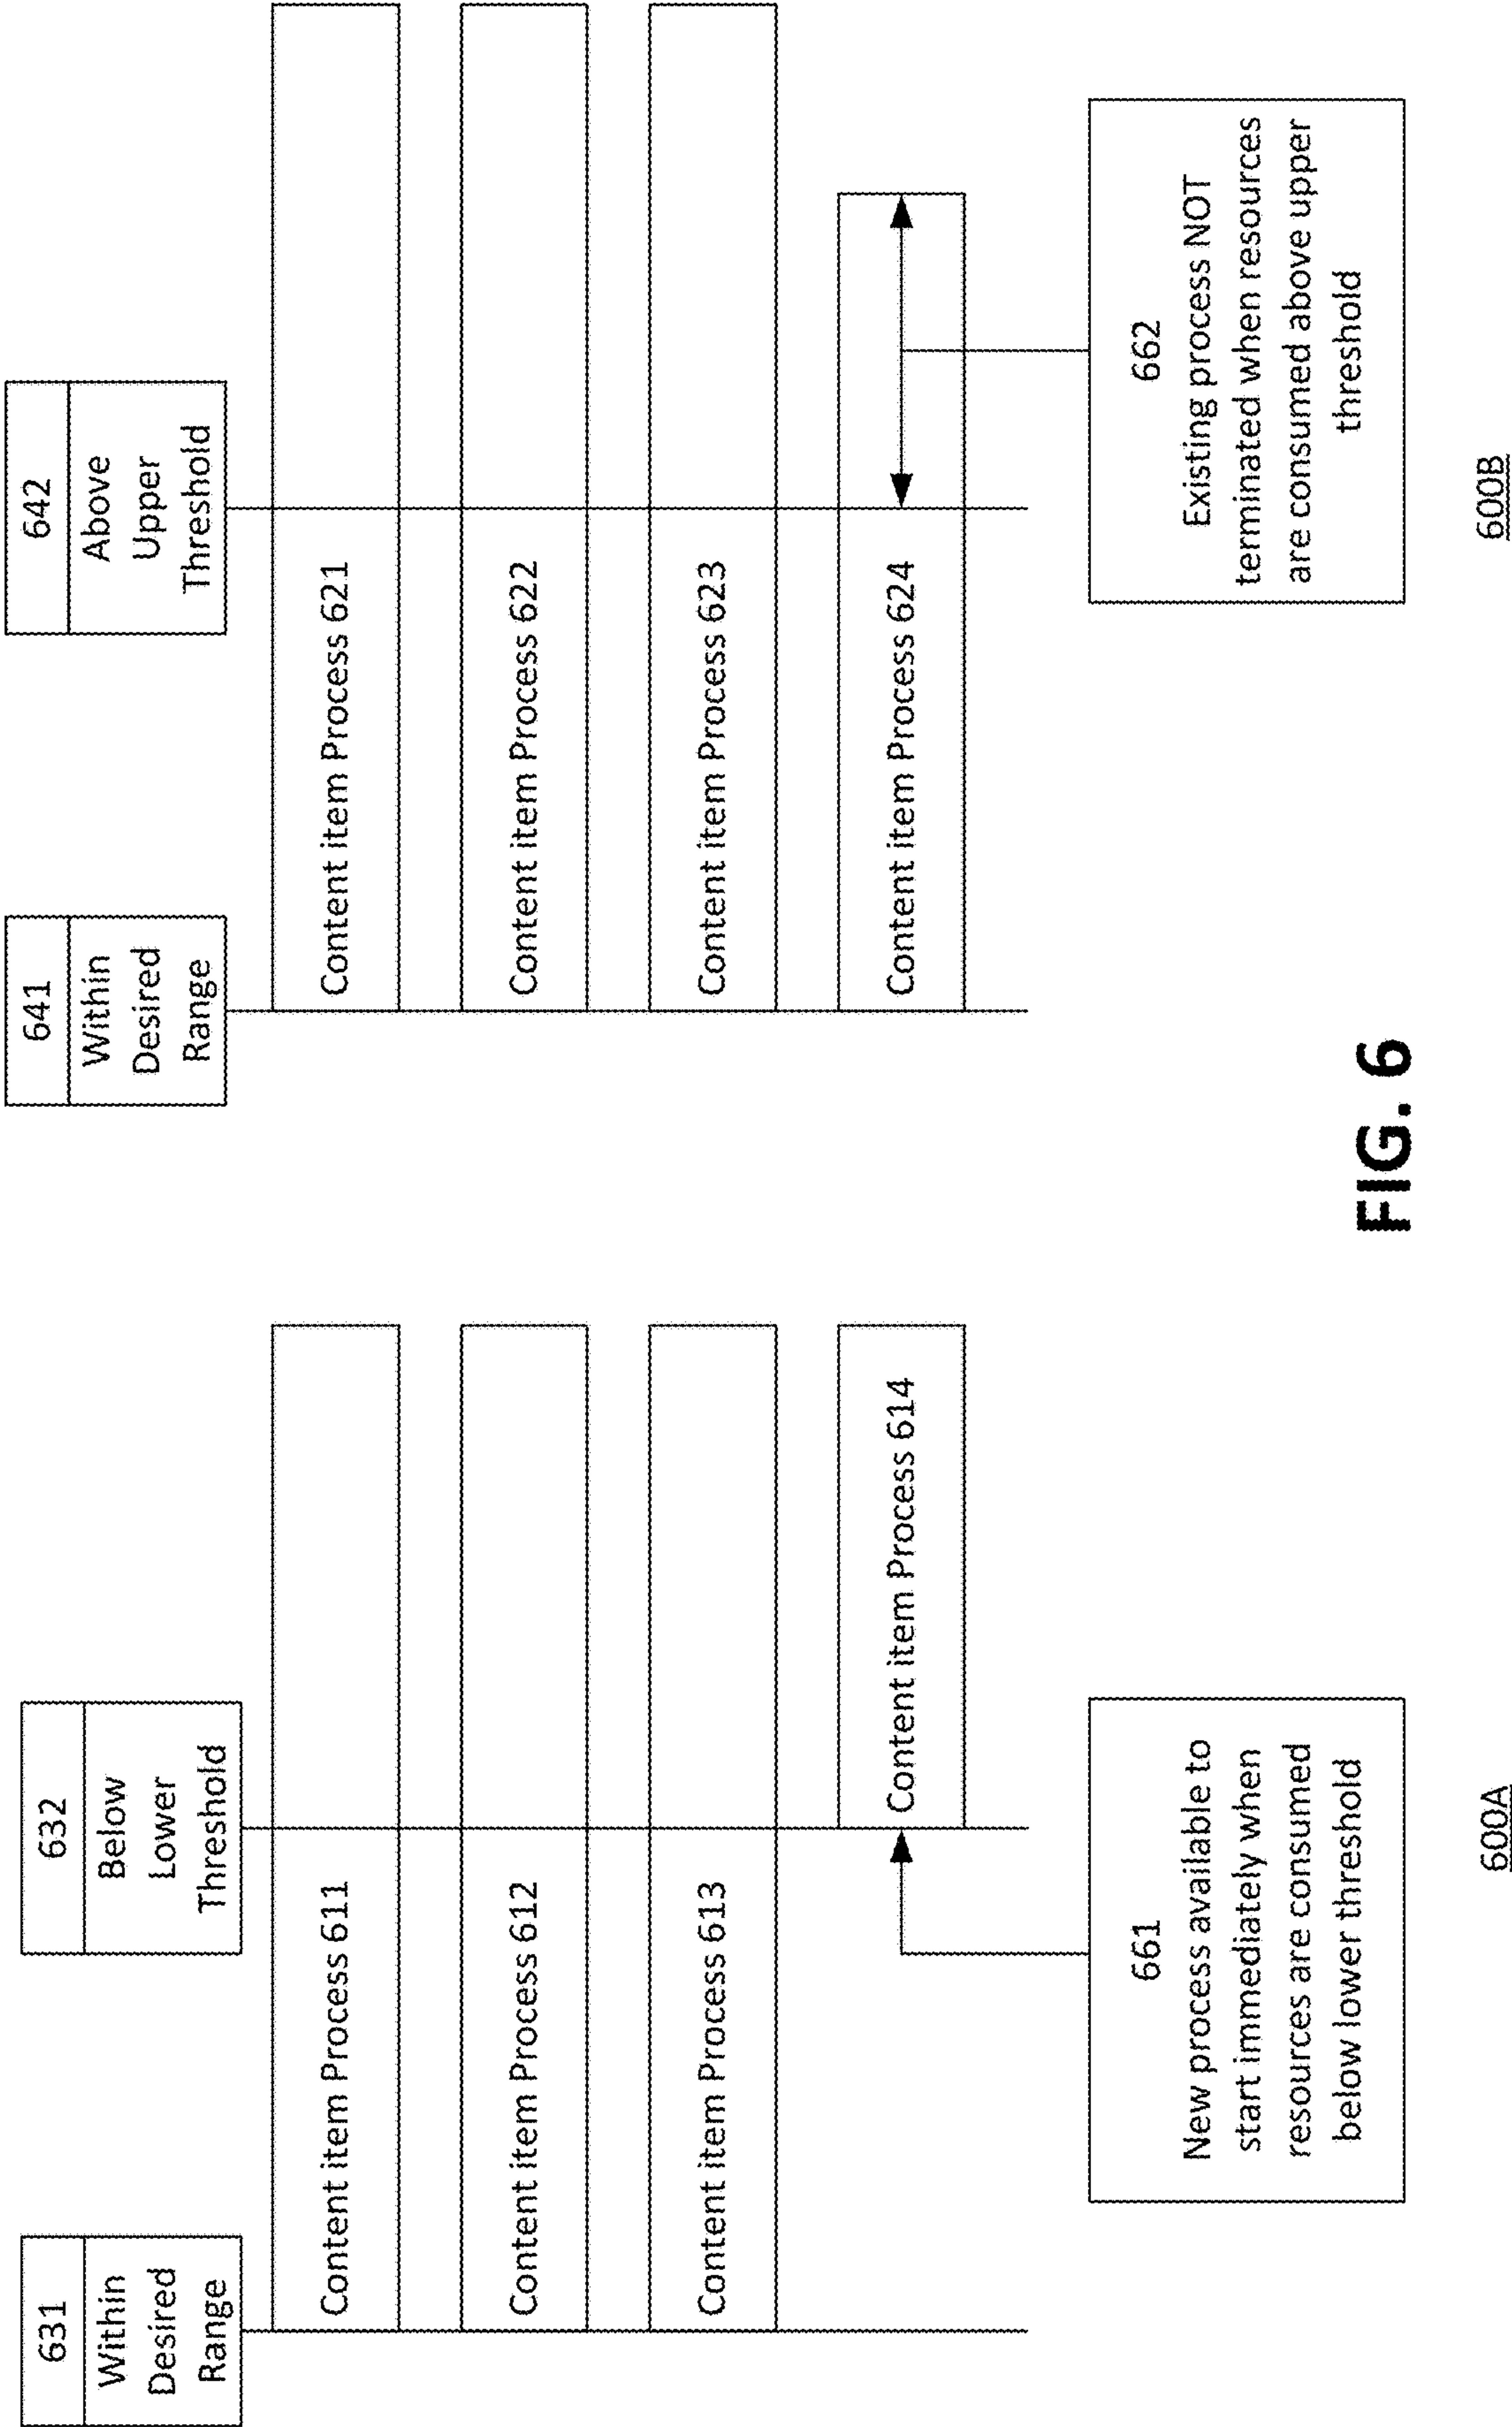 631
Within
Desired
Range
632
Below
Lower
Threshold
Content item Process 611
Content item Process 612
Content item Process 613
Content item Process 614
661
New process available to
start immediately when
resources are consumed
below lower threshold
600A
641
Within
Desired
Range
642
Above
Upper
Threshold
Content item Process 621
Content item Process 622
Content item Process 623
Content item Process 624
662
Existing process NOT
terminated when resources
are consumed above upper
threshold
600B
FIG. 6